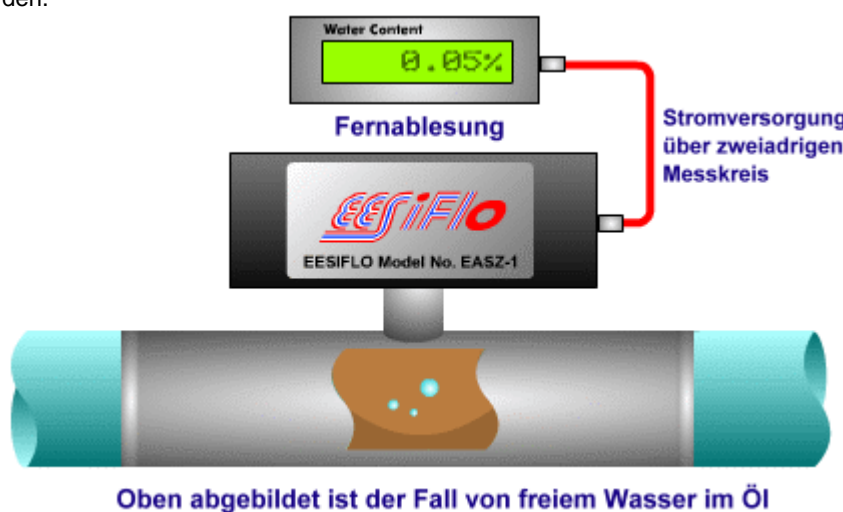 den.
Water Content
0.05%
Fernablesung
Stromversorgung
über zweiadrigen
Messkreis
EESiFlo
EESIFLO Model No. EASZ-1
Oben abgebildet ist der Fall von freiem Wasser im Öl